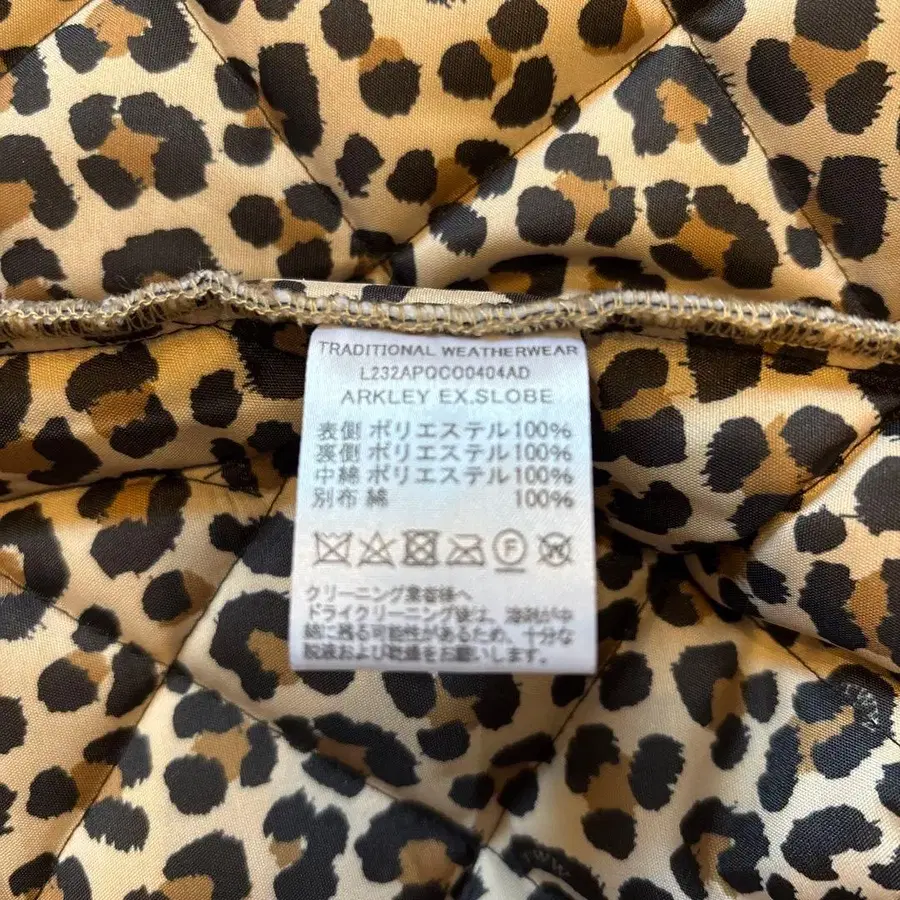 TRADITIONAL WEATHERWEAR
L232APQCO0404AD
ARKLEY EX.SLOBE
表側 ポリエステル100%
裏側 ポリエステル100%
中綿 ポリエステル100%
別布 綿 100%
F W
クリーニング業者様へ
ドライクリーニング後は、溶剤が中
綿に残る可能性があるため、十分な
脱液および乾燥をお願いします。
TWW
TWW